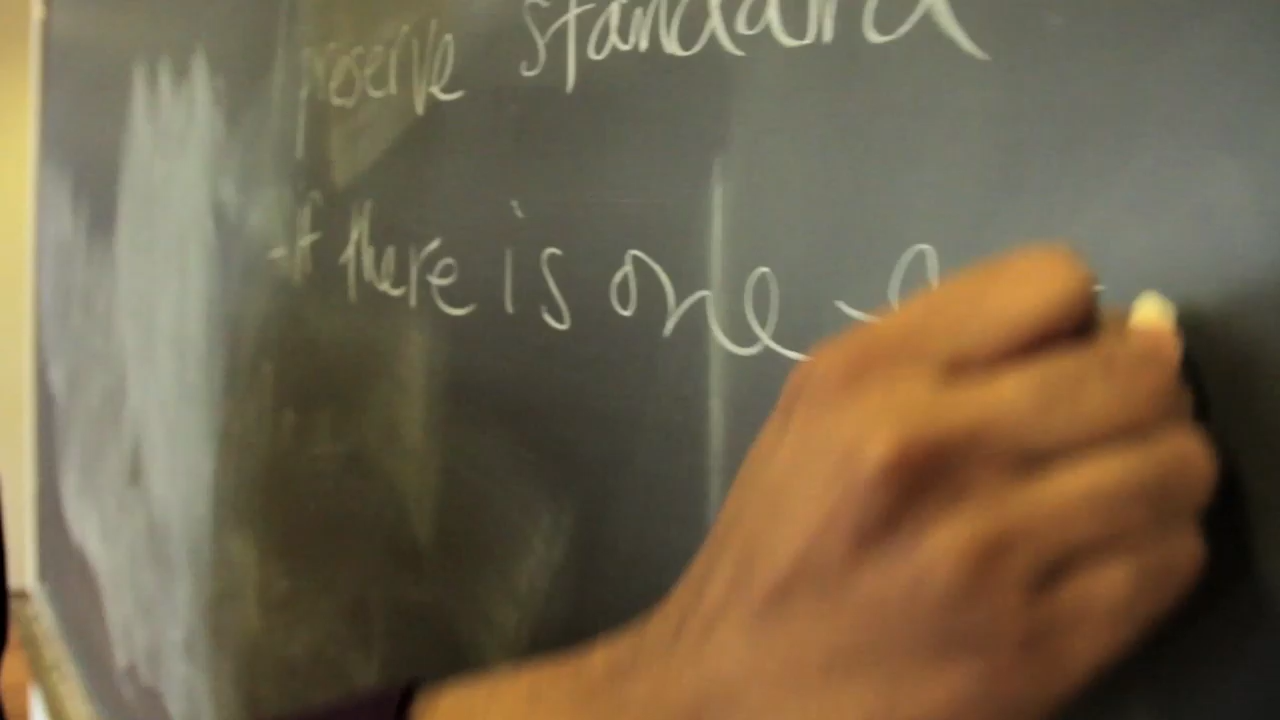 preserve standard
if there is one